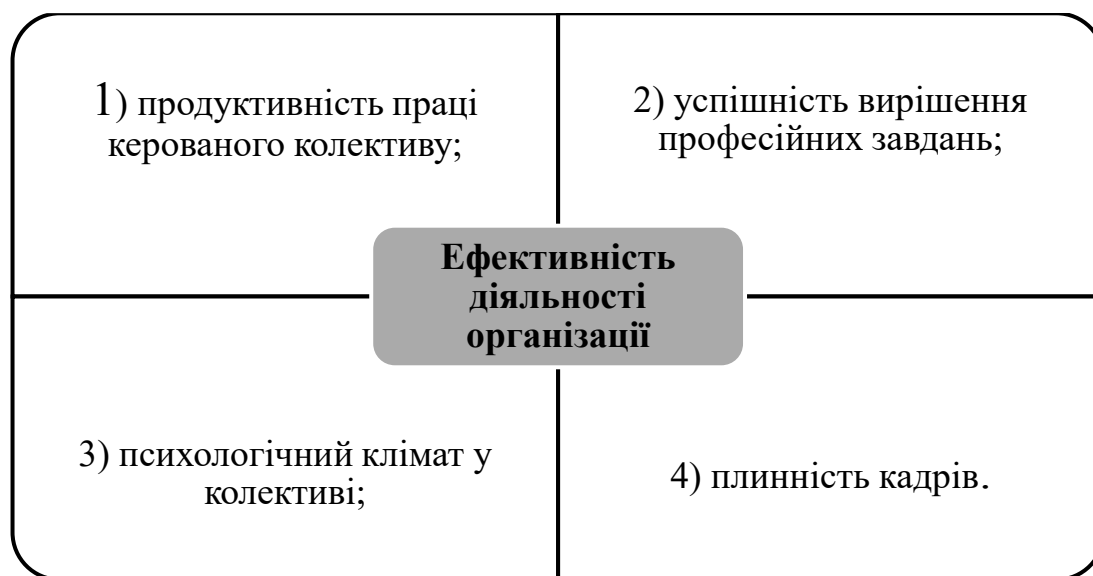 1) продуктивність праці
керованого колективу;
2) успішність вирішення
професійних завдань;
Ефективність
діяльності
організації
3) психологічний клімат у
колективі;
4) плинність кадрів.